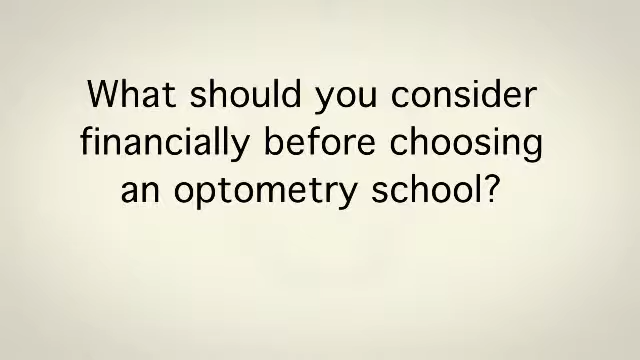 What should you consider
financially before choosing
an optometry school?